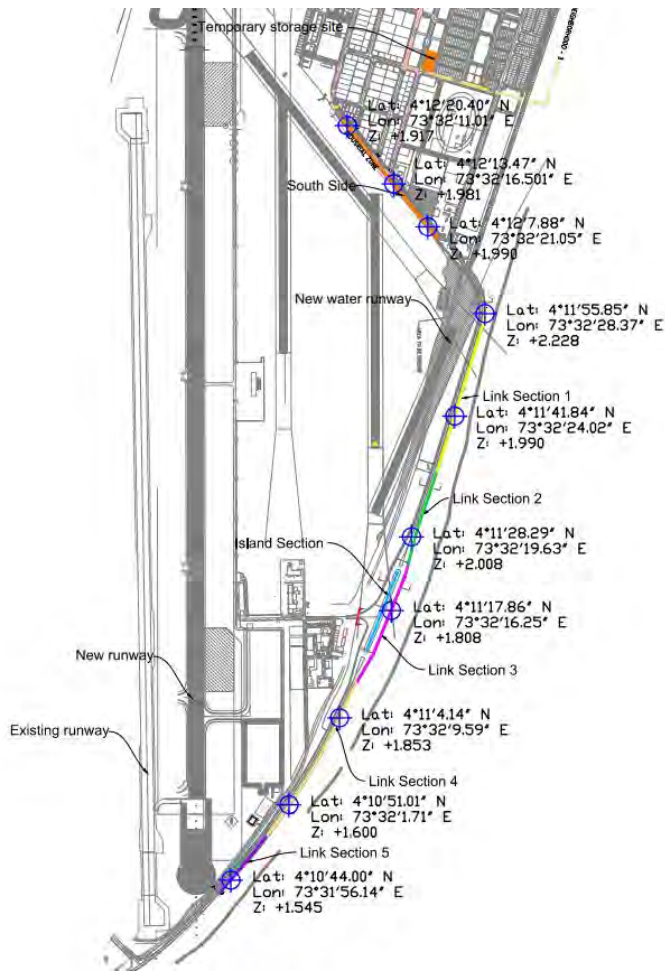 NEIGHBORHOOD - 3
Temporary storage site
Lat: 4°12'20.40" N
Lon: 73°32'11.01" E
Z: +1.917
Lat: 4°12'13.47" N
Lon: 73°32'16.501" E
Z: +1.981
South Side
Lat: 4°12'7.88" N
Lon: 73°32'21.05" E
Z: +1.990
New water runway
Lat: 4°11'55.85" N
Lon: 73°32'28.37" E
Z: +2.228
Link Section 1
Lat: 4°11'41.84" N
Lon: 73°32'24.02" E
Z: +1.990
Link Section 2
Lat: 4°11'28.29" N
Lon: 73°32'19.63" E
Z: +2.008
Island Section
Lat: 4°11'17.86" N
Lon: 73°32'16.25" E
Z: +1.808
Link Section 3
New runway
Lat: 4°11'4.14" N
Lon: 73°32'9.59" E
Z: +1.853
Existing runway
Link Section 4
Lat: 4°10'51.01" N
Lon: 73°32'1.71" E
Z: +1.600
Link Section 5
Lat: 4°10'44.00" N
Lon: 73°31'56.14" E
Z: +1.545